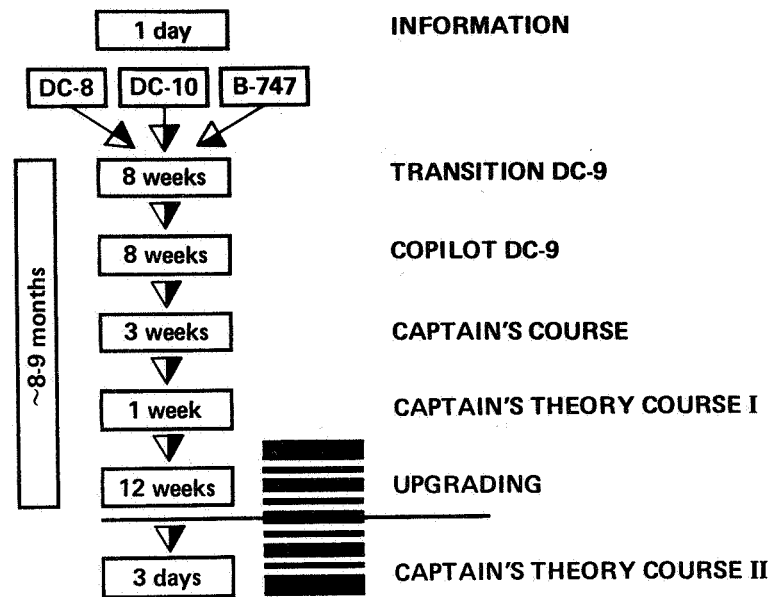 1 day INFORMATION
DC-8 DC-10 B-747
8 weeks TRANSITION DC-9
8 weeks COPILOT DC-9
3 weeks CAPTAIN'S COURSE
1 week CAPTAIN'S THEORY COURSE I
12 weeks UPGRADING
3 days CAPTAIN'S THEORY COURSE II
~8-9 months